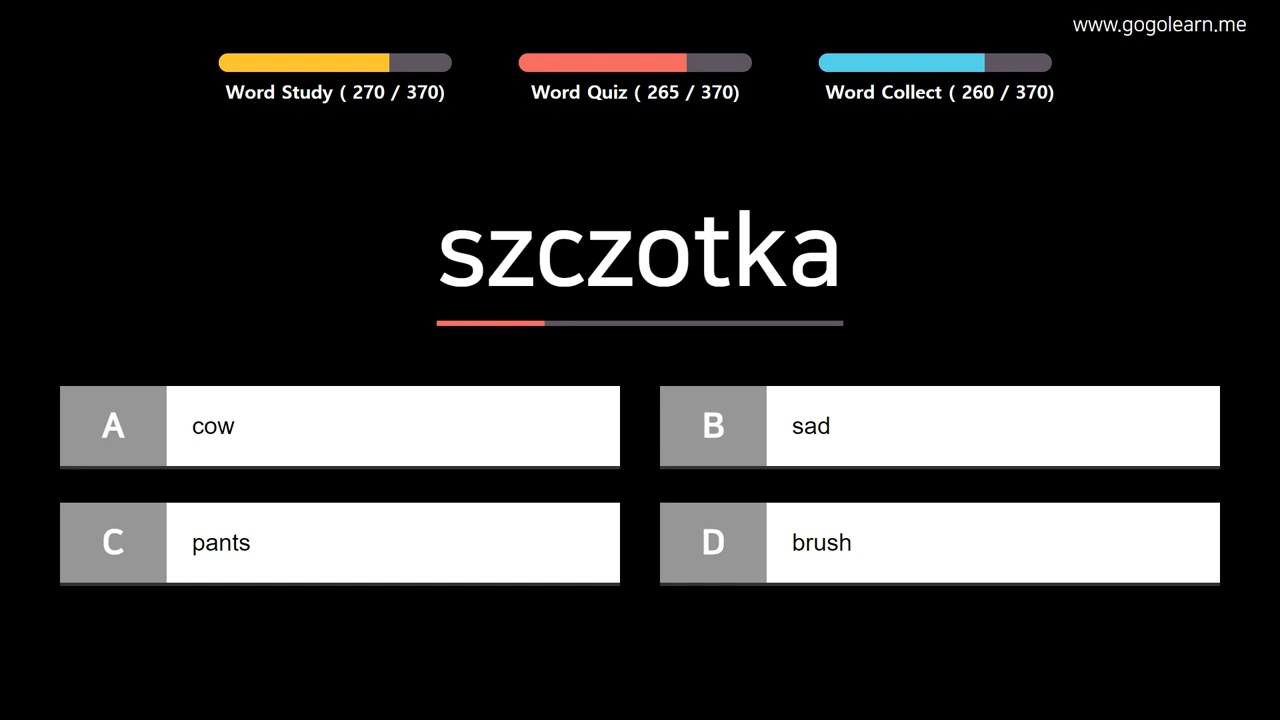 www.gogolearn.me
Word Study ( 270 / 370)
Word Quiz ( 265 / 370)
Word Collect ( 260 / 370)
szczotka
A cow
B sad
C pants
D brush